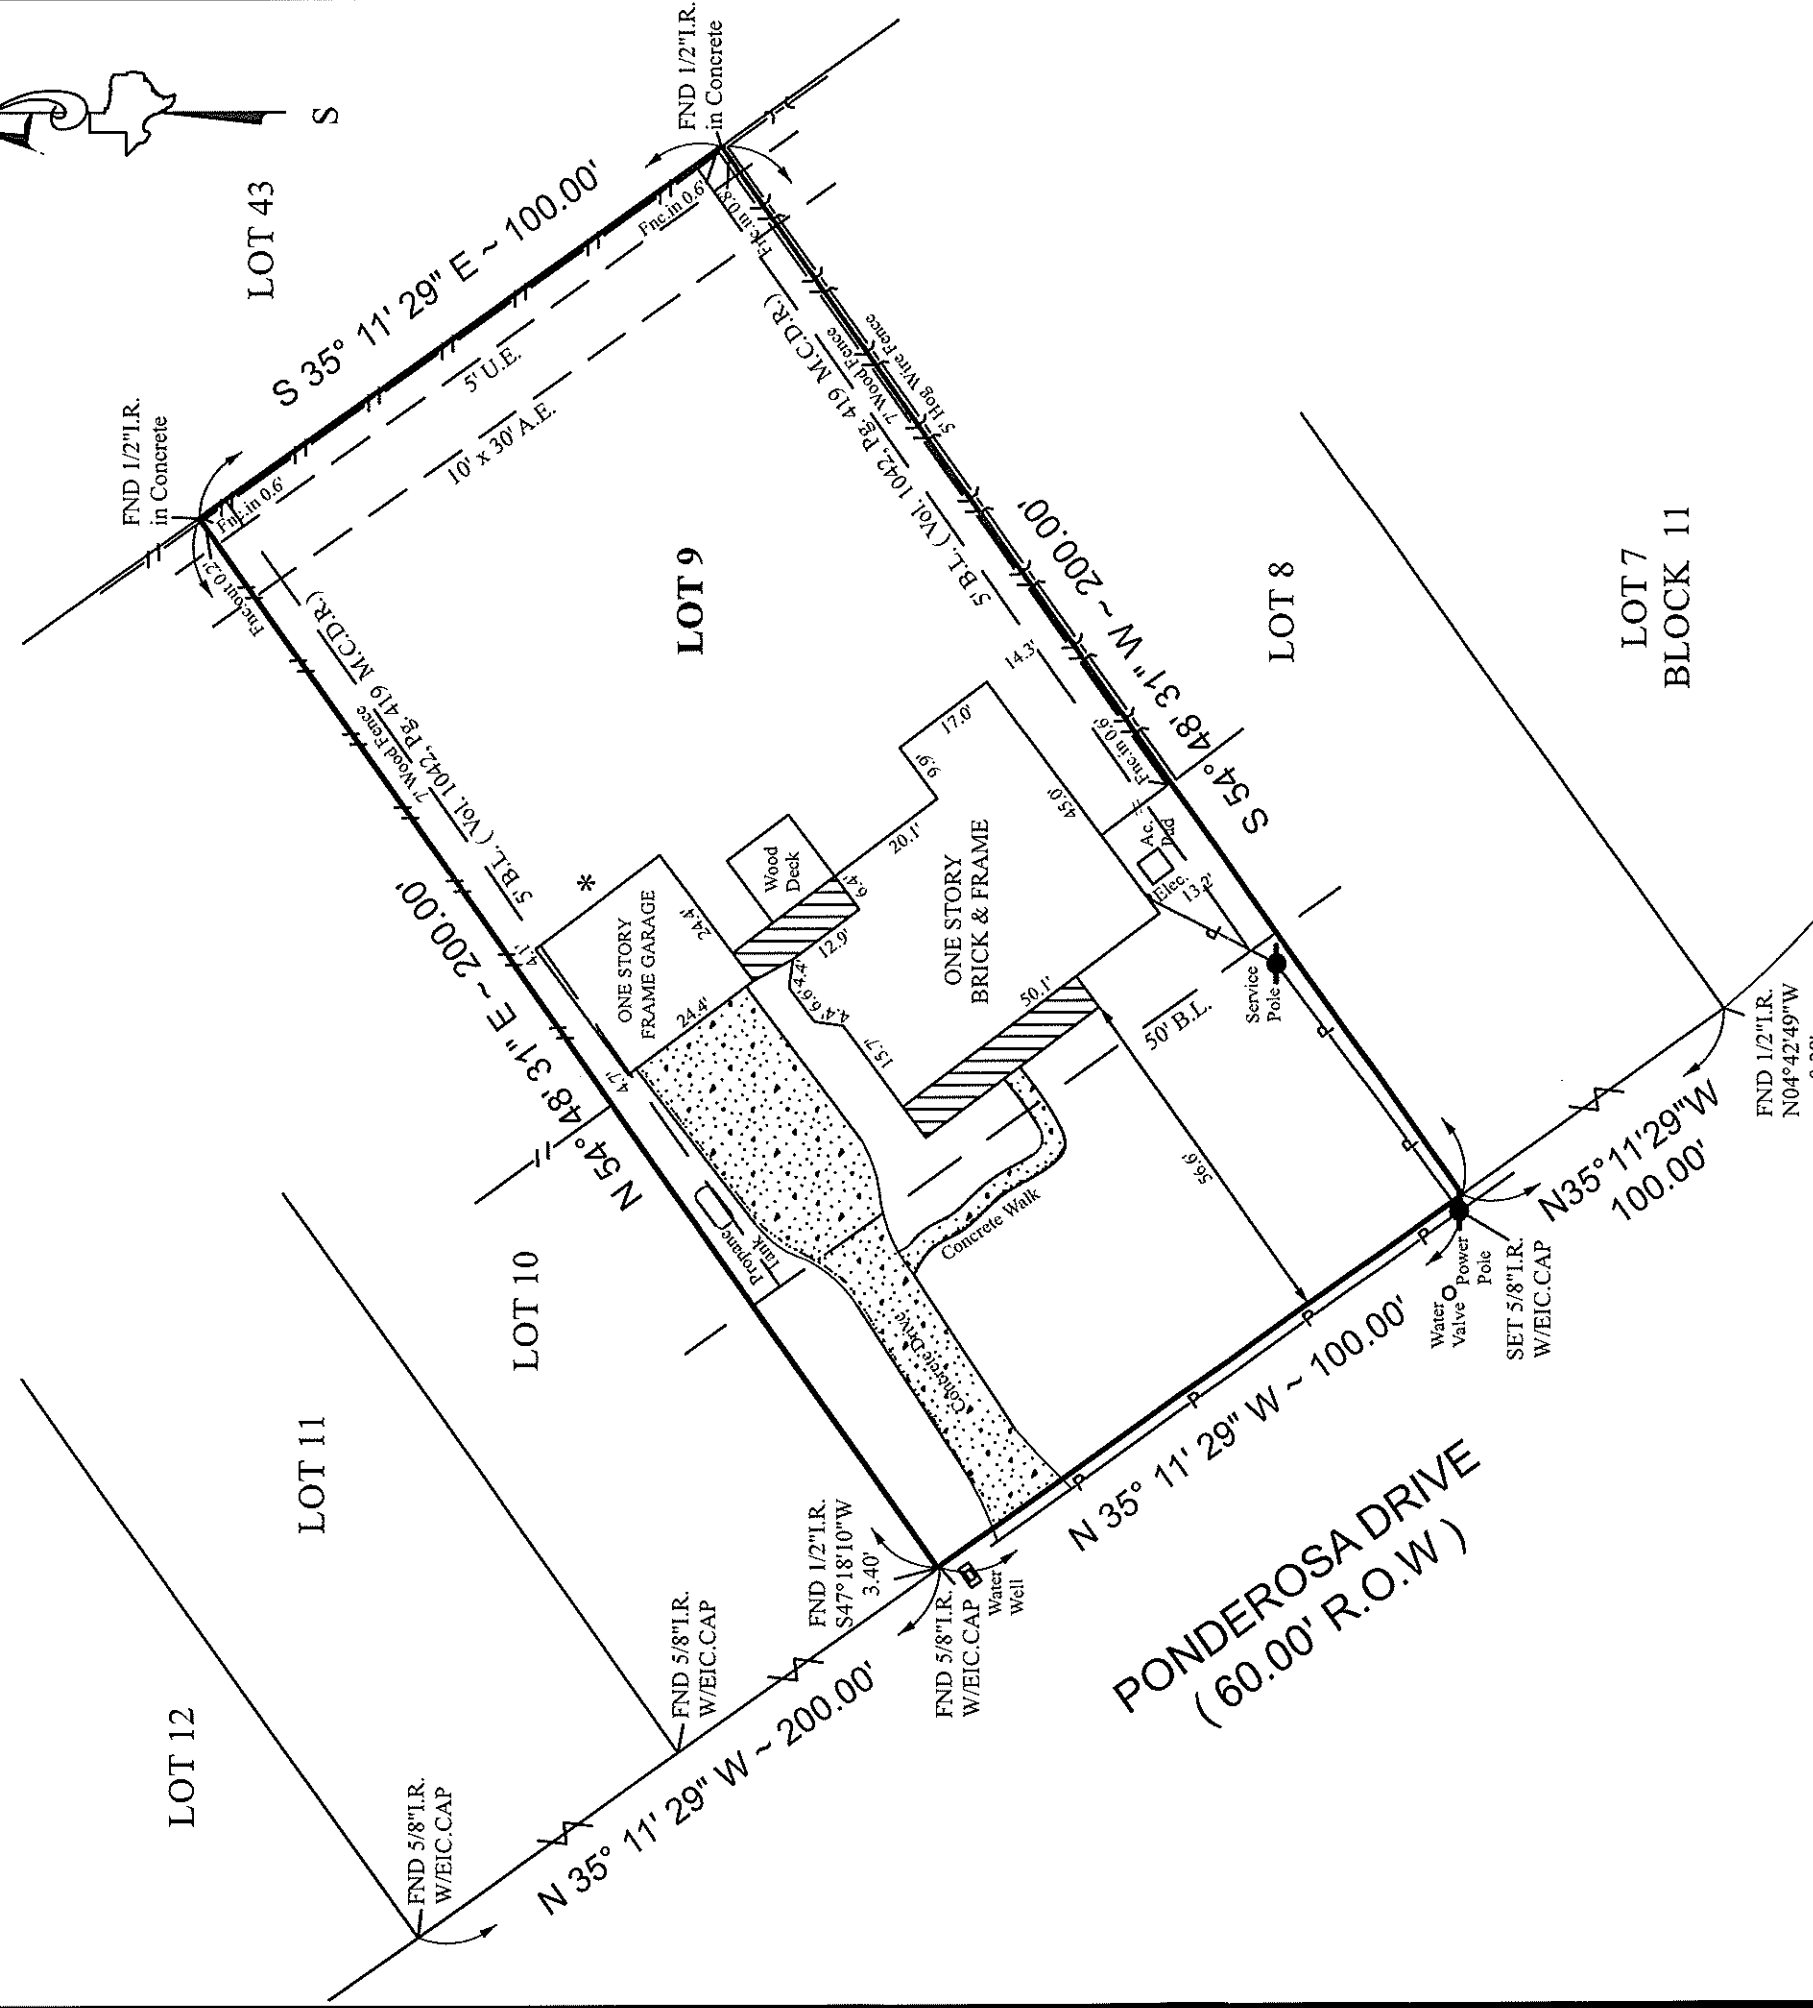 S
LOT 43
FND 1/2"I.R.
in Concrete
FND 1/2"I.R.
in Concrete
S 35° 11' 29" E ~ 100.00'
Fnc.in 0.6'
Fnc.in 0.8'
Fnc.in 0.6'
Fnc.out 0.2'
5' U.E.
10' x 30' A.E.
5' B.L. ( Vol. 1042, Pg. 419 M.C.D.R.)
7' Wood Fence
5' B.L. ( Vol. 1042, Pg. 419 M.C.D.R.)
7' Wood Fence
5' Hog Wire Fence
LOT 9
N 54° 48' 31" E ~ 200.00'
S 54° 48' 31" W ~ 200.00'
LOT 8
LOT 7
BLOCK 11
*
4.1'
4.7'
ONE STORY
FRAME GARAGE
24.4'
24.4'
Wood
Deck
6.4'
12.9'
4.4'
6.6'
4.4'
15.7'
20.1'
9.9'
17.0'
14.3'
45.0'
50.1'
ONE STORY
BRICK & FRAME
Fnc.in 0.6'
Ac.
Pad
Elec.
13.2'
P
Service
Pole
50' B.L.
56.6'
Propane
Tank
Concrete Walk
Concrete Drive
LOT 10
LOT 11
LOT 12
P
P
P
P
P
P
Water
Valve
Power
Pole
SET 5/8"I.R.
W/EIC.CAP
N35°11'29"W
100.00'
FND 1/2"I.R.
N04°42'49"W
N 35° 11' 29" W ~ 100.00'
FND 1/2"I.R.
S47°18'10"W
3.40'
FND 5/8"I.R.
W/EIC.CAP
Water
Well
FND 5/8"I.R.
W/EIC.CAP
FND 5/8"I.R.
W/EIC.CAP
N 35° 11' 29" W ~ 200.00'
PONDEROSA DRIVE
( 60.00' R.O.W )